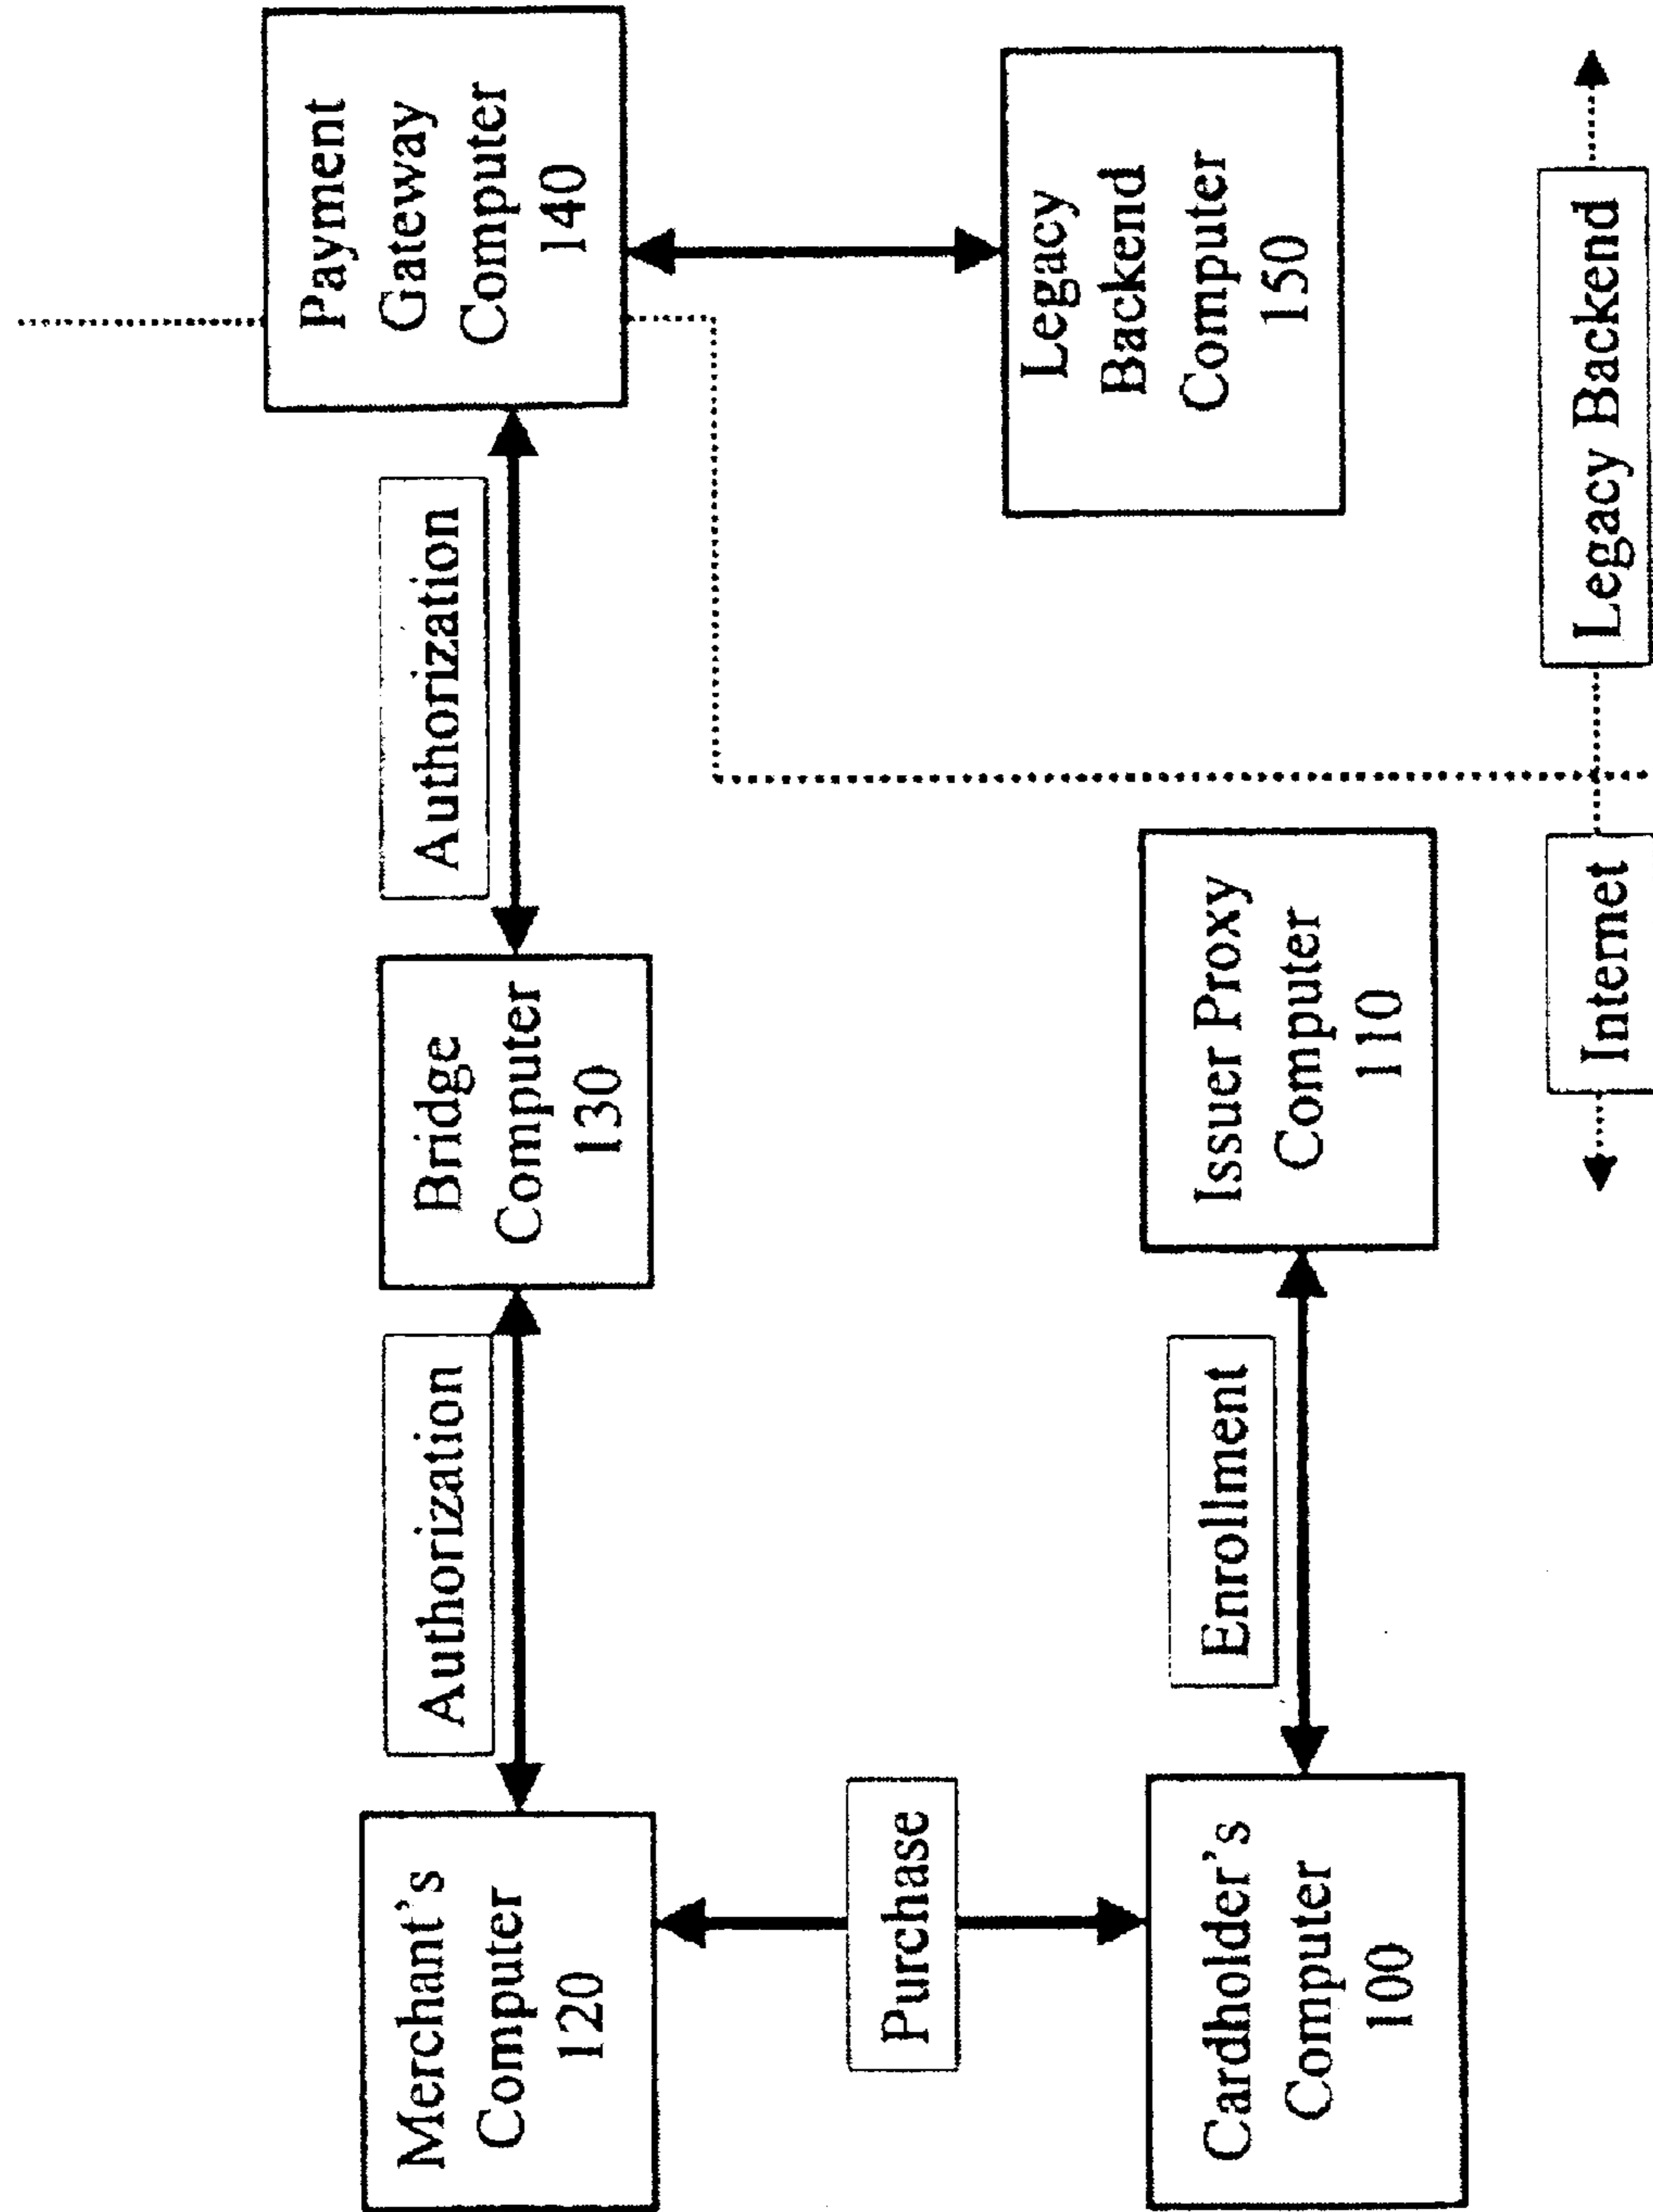 Merchant's
Computer
120
Authorization
Bridge
Computer
130
Authorization
Payment
Gateway
Computer
140
Purchase
Cardholder's
Computer
100
Enrollment
Issuer Proxy
Computer
110
Legacy
Backend
Computer
150
Internet
Legacy Backend